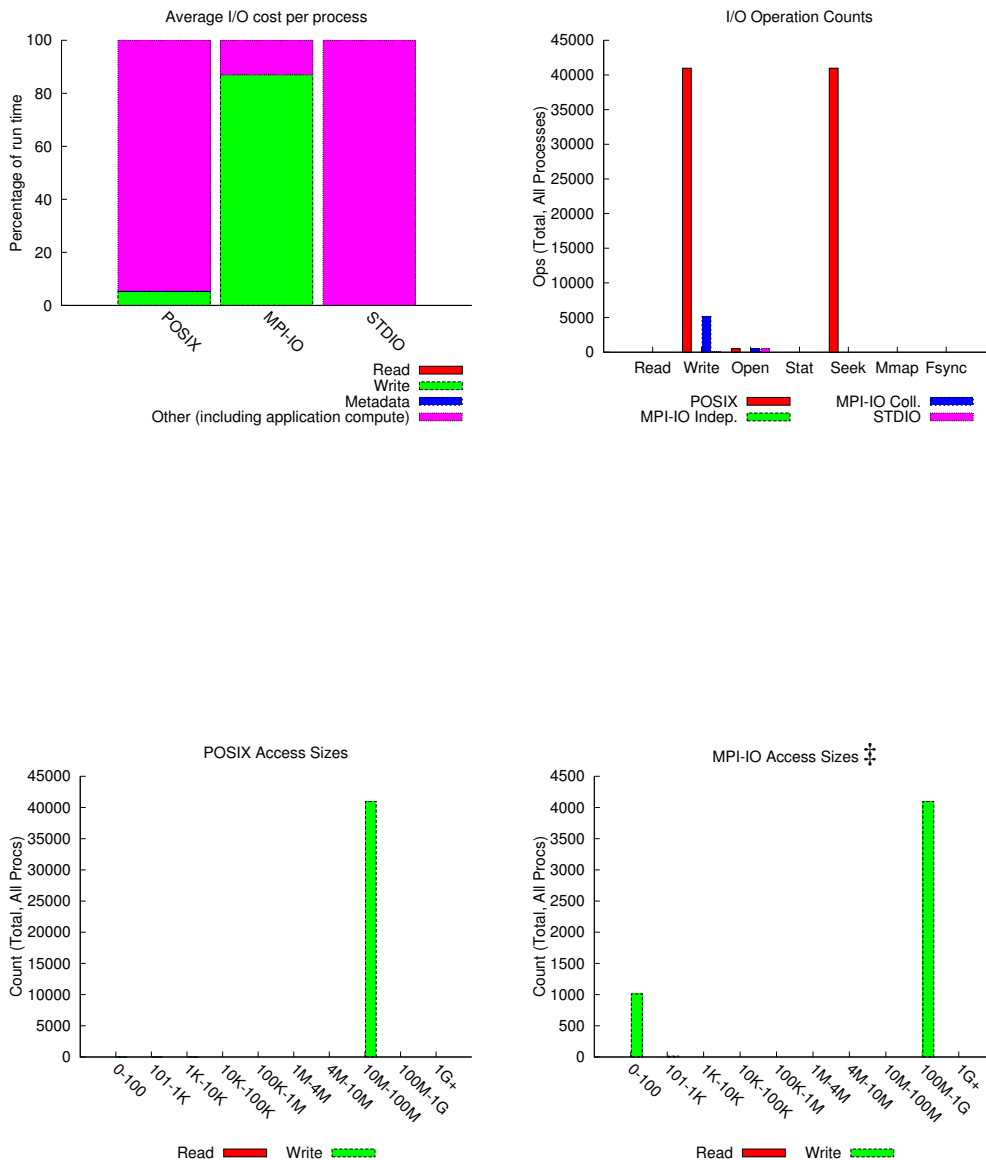 Average I/O cost per process
100
80
60
40
20
0
Percentage of run time
POSIX
MPI-IO
STDIO
Read
Write
Metadata
Other (including application compute)
I/O Operation Counts
45000
40000
35000
30000
25000
20000
15000
10000
5000
0
Ops (Total, All Processes)
Read Write Open Stat Seek Mmap Fsync
POSIX
MPI-IO Indep.
MPI-IO Coll.
STDIO
POSIX Access Sizes
45000
40000
35000
30000
25000
20000
15000
10000
5000
0
Count (Total, All Procs)
0-100
101-1K
1K-10K
10K-100K
100K-1M
1M-4M
4M-10M
10M-100M
100M-1G
1G+
Read Write
MPI-IO Access Sizes ‡
4500
4000
3500
3000
2500
2000
1500
1000
500
0
Count (Total, All Procs)
0-100
101-1K
1K-10K
10K-100K
100K-1M
1M-4M
4M-10M
10M-100M
100M-1G
1G+
Read Write